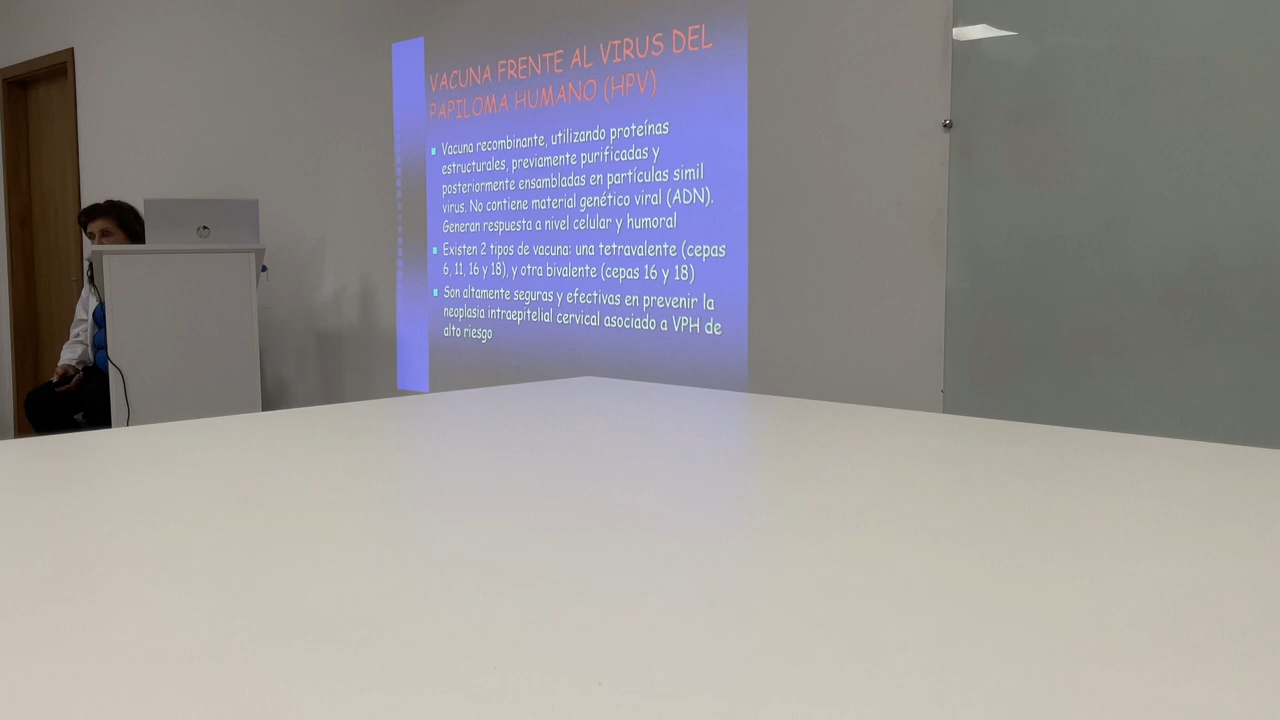 VACUNA FRENTE AL VIRUS DEL
PAPILOMA HUMANO (HPV)
Vacuna recombinante, utilizando proteínas
estructurales, previamente purificadas y
posteriormente ensambladas en partículas simil
virus. No contiene material genético viral (ADN).
Generan respuesta a nivel celular y humoral
Existen 2 tipos de vacuna: una tetravalente (cepas
6, 11, 16 y 18), y otra bivalente (cepas 16 y 18)
Son altamente seguras y efectivas en prevenir la
neoplasia intraepitelial cervical asociado a VPH de
alto riesgo